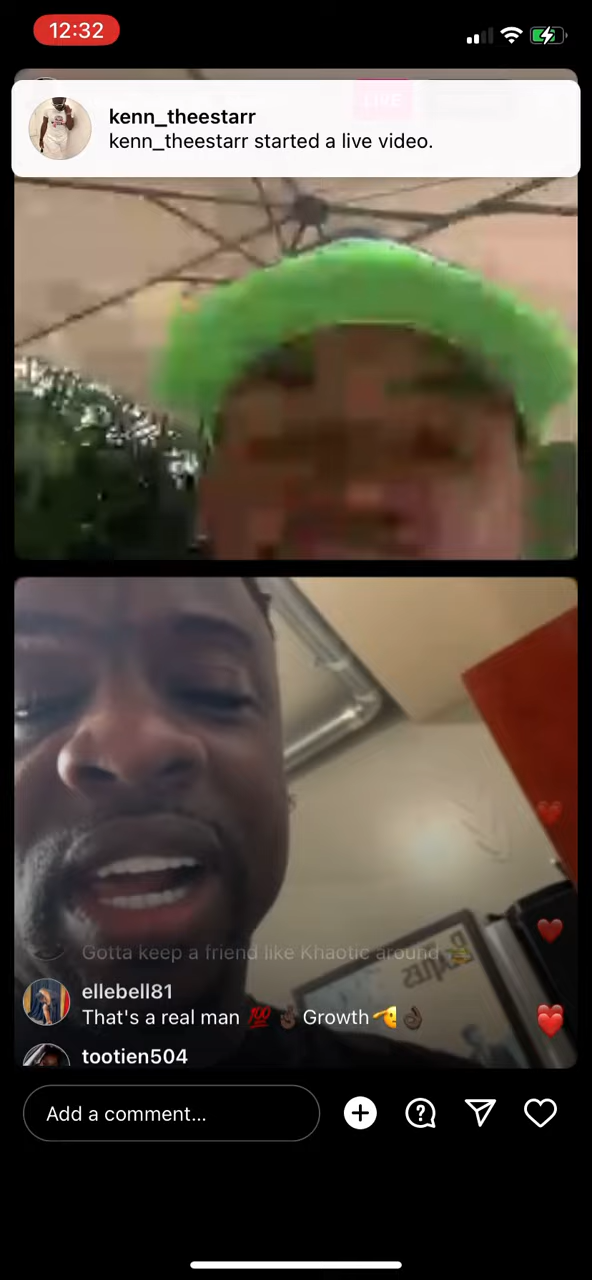 12:32
LIVE
kenn_theestarr
kenn_theestarr started a live video.
Gotta keep a friend like Khaotic around
ellebell81
That's a real man 💯✌🏾Growth🫡👌🏾
tootien504
Add a comment...